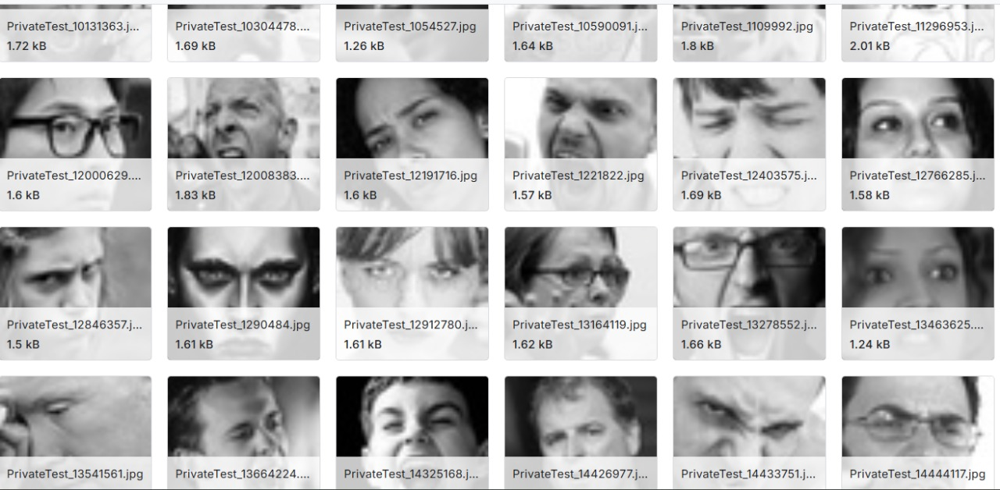 PrivateTest_10131363.j...
PrivateTest_10304478....
PrivateTest_1054527.jpg
PrivateTest_10590091.j...
PrivateTest_1109992.jpg
PrivateTest_11296953.j...
1.72 kB
1.69 kB
1.26 kB
1.64 kB
1.8 kB
2.01 kB
PrivateTest_12000629....
PrivateTest_12008383....
PrivateTest_12191716.jpg
PrivateTest_1221822.jpg
PrivateTest_12403575.j...
PrivateTest_12766285.j...
1.6 kB
1.83 kB
1.6 kB
1.57 kB
1.69 kB
1.58 kB
PrivateTest_12846357.j...
PrivateTest_1290484.jpg
PrivateTest_12912780.j...
PrivateTest_13164119.jpg
PrivateTest_13278552.j...
PrivateTest_13463625....
1.5 kB
1.61 kB
1.61 kB
1.62 kB
1.66 kB
1.24 kB
PrivateTest_13541561.jpg
PrivateTest_13664224....
PrivateTest_14325168.j...
PrivateTest_14426977.j...
PrivateTest_14433751.j...
PrivateTest_14444117.jpg